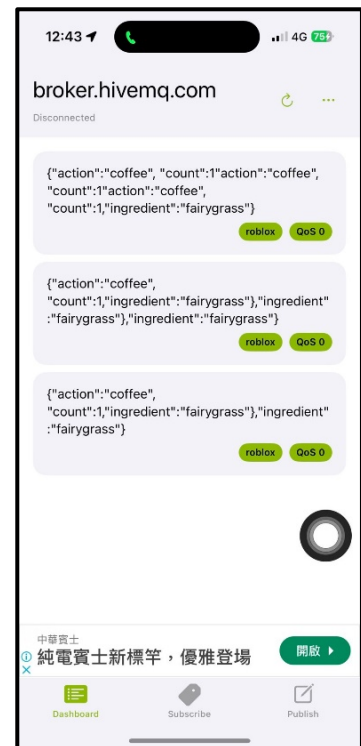 12:43
4G 75
broker.hivemq.com
Disconnected
{"action":"coffee", "count":1"action":"coffee",
"count":1"action":"coffee",
"count":1,"ingredient":"fairygrass"}
roblox QoS 0
{"action":"coffee",
"count":1,"ingredient":"fairygrass"},"ingredient"
:"fairygrass"},"ingredient":"fairygrass"}
roblox QoS 0
{"action":"coffee",
"count":1,"ingredient":"fairygrass"},"ingredient"
:"fairygrass"}
roblox QoS 0
中華賓士
純電賓士新標竿，優雅登場
開啟
Dashboard Subscribe Publish